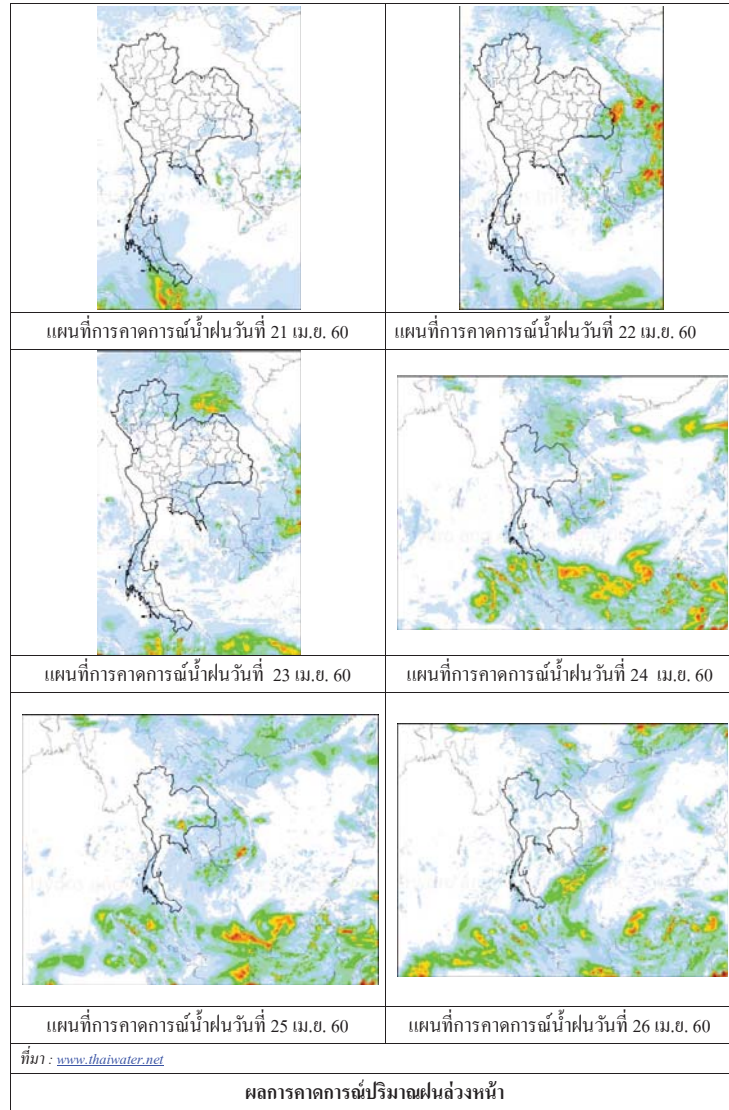 แผนที่การคาดการณ์น้ำฝนวันที่ 21 เม.ย. 60
แผนที่การคาดการณ์น้ำฝนวันที่ 22 เม.ย. 60
แผนที่การคาดการณ์น้ำฝนวันที่ 23 เม.ย. 60
แผนที่การคาดการณ์น้ำฝนวันที่ 24 เม.ย. 60
แผนที่การคาดการณ์น้ำฝนวันที่ 25 เม.ย. 60
แผนที่การคาดการณ์น้ำฝนวันที่ 26 เม.ย. 60
ที่มา : www.thaiwater.net
ผลการคาดการณ์ปริมาณฝนล่วงหน้า